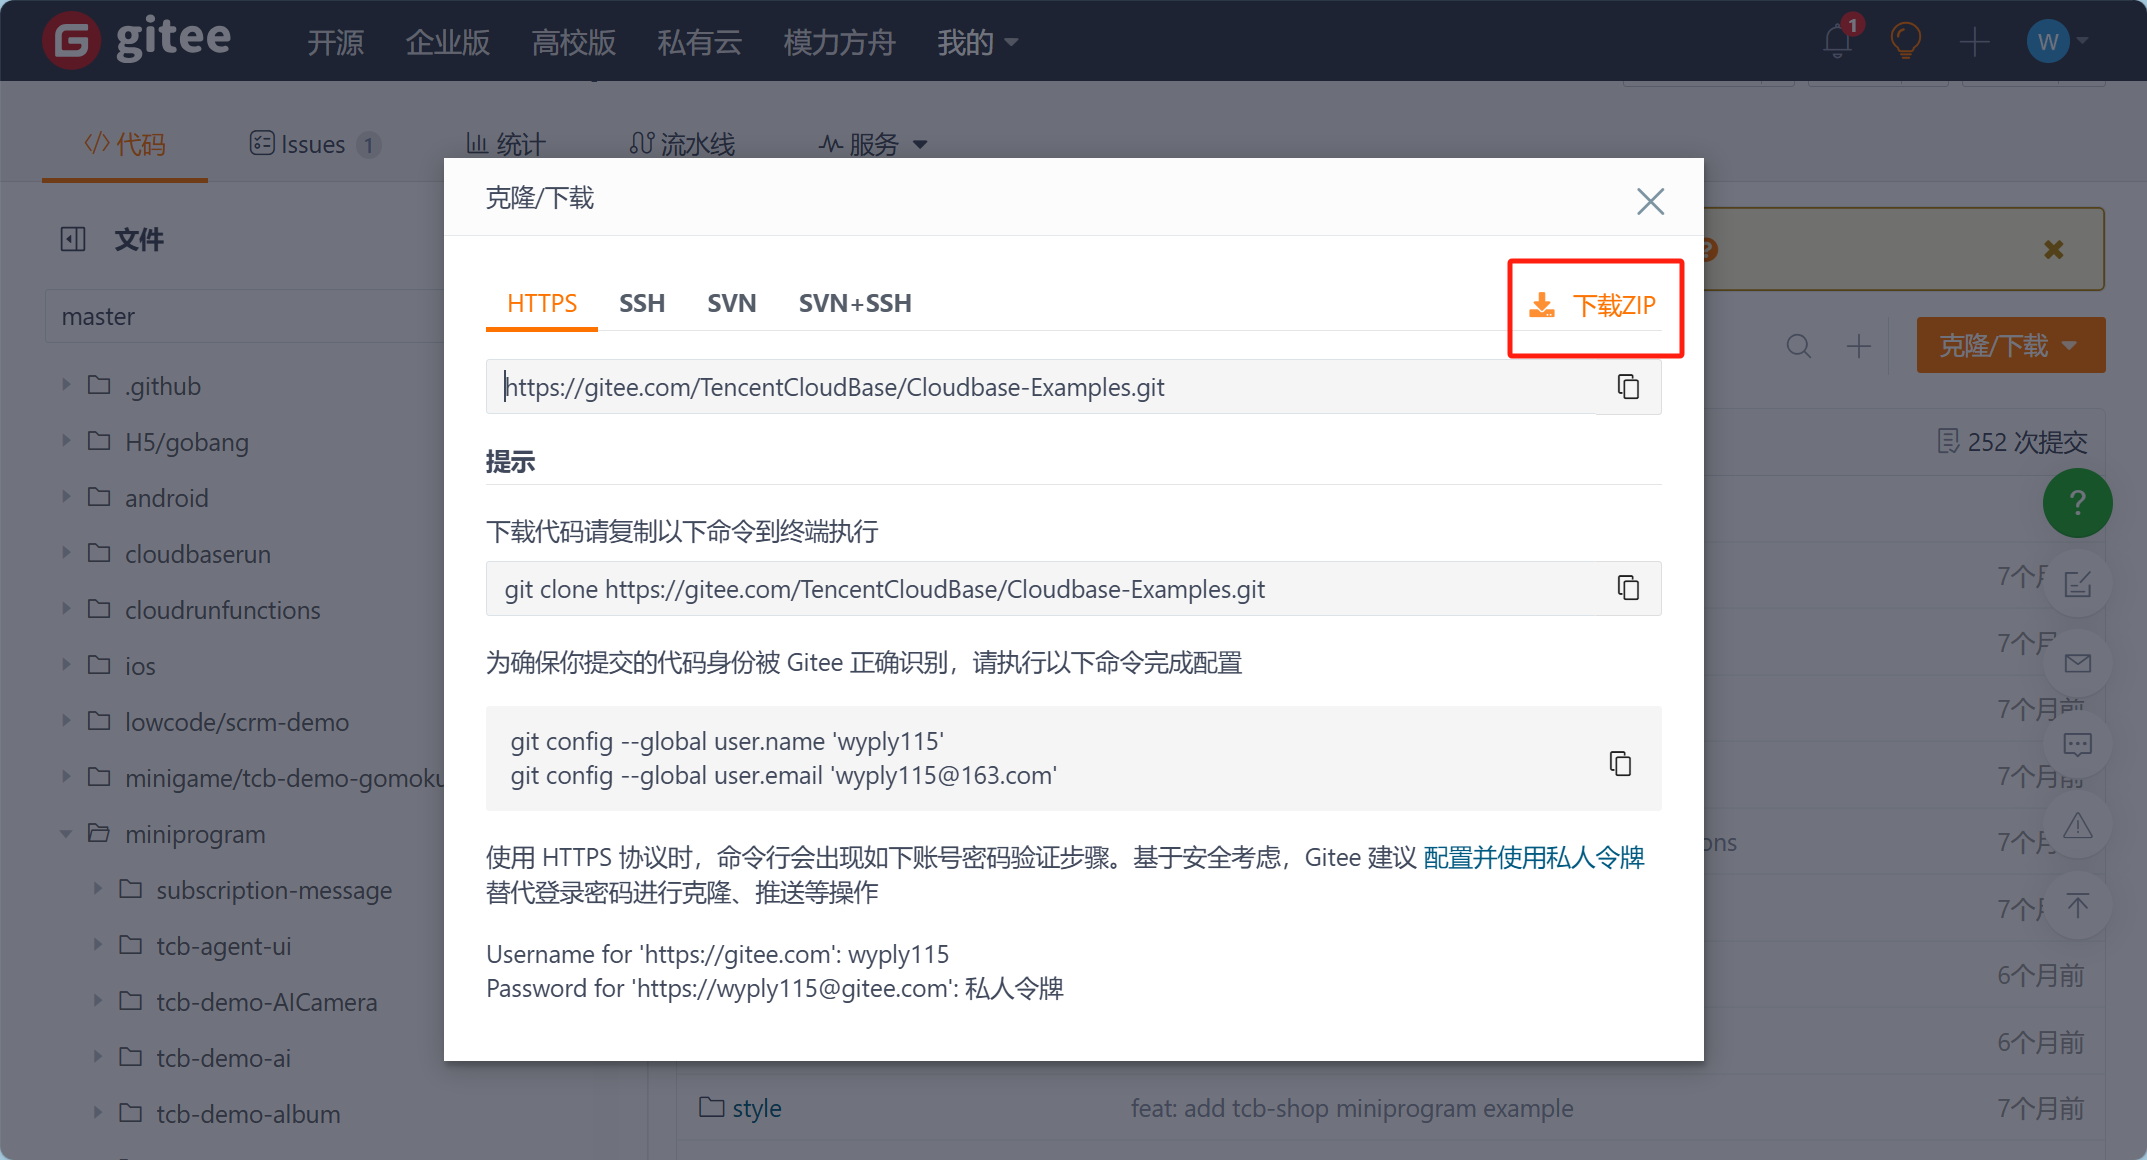 gitee
开源
企业版
高校版
私有云
模力方舟
我的
1
W
代码
Issues 1
统计
流水线
服务
文件
master
.github
H5/gobang
android
cloudbaserun
cloudrunfunctions
ios
lowcode/scrm-demo
minigame/tcb-demo-gomoku
miniprogram
subscription-message
tcb-agent-ui
tcb-demo-AICamera
tcb-demo-ai
tcb-demo-album
克隆/下载
HTTPS
SSH
SVN
SVN+SSH
下载ZIP
https://gitee.com/TencentCloudBase/Cloudbase-Examples.git
提示
下载代码请复制以下命令到终端执行
git clone https://gitee.com/TencentCloudBase/Cloudbase-Examples.git
为确保你提交的代码身份被 Gitee 正确识别，请执行以下命令完成配置
git config --global user.name 'wyply115'
git config --global user.email 'wyply115@163.com'
使用 HTTPS 协议时，命令行会出现如下账号密码验证步骤。基于安全考虑，Gitee 建议 配置并使用私人令牌
替代登录密码进行克隆、推送等操作
Username for 'https://gitee.com': wyply115
Password for 'https://wyply115@gitee.com': 私人令牌
克隆/下载
252 次提交
?
7个月
7个月
7个月前
7个月前
ons
7个月
7个月
6个月前
6个月前
style
feat: add tcb-shop miniprogram example
7个月前